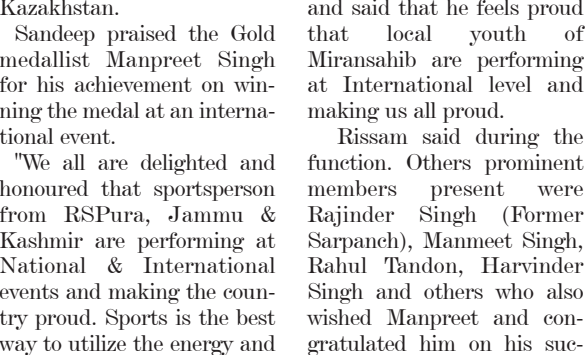 Kazakhstan.
Sandeep praised the Gold
medallist Manpreet Singh
for his achievement on win-
ning the medal at an interna-
tional event.
"We all are delighted and
honoured that sportsperson
from RSPura, Jammu &
Kashmir are performing at
National & International
events and making the coun-
try proud. Sports is the best
way to utilize the energy and
and said that he feels proud
that local youth of
Miransahib are performing
at International level and
making us all proud.
Rissam said during the
function. Others prominent
members present were
Rajinder Singh (Former
Sarpanch), Manmeet Singh,
Rahul Tandon, Harvinder
Singh and others who also
wished Manpreet and con-
gratulated him on his suc-